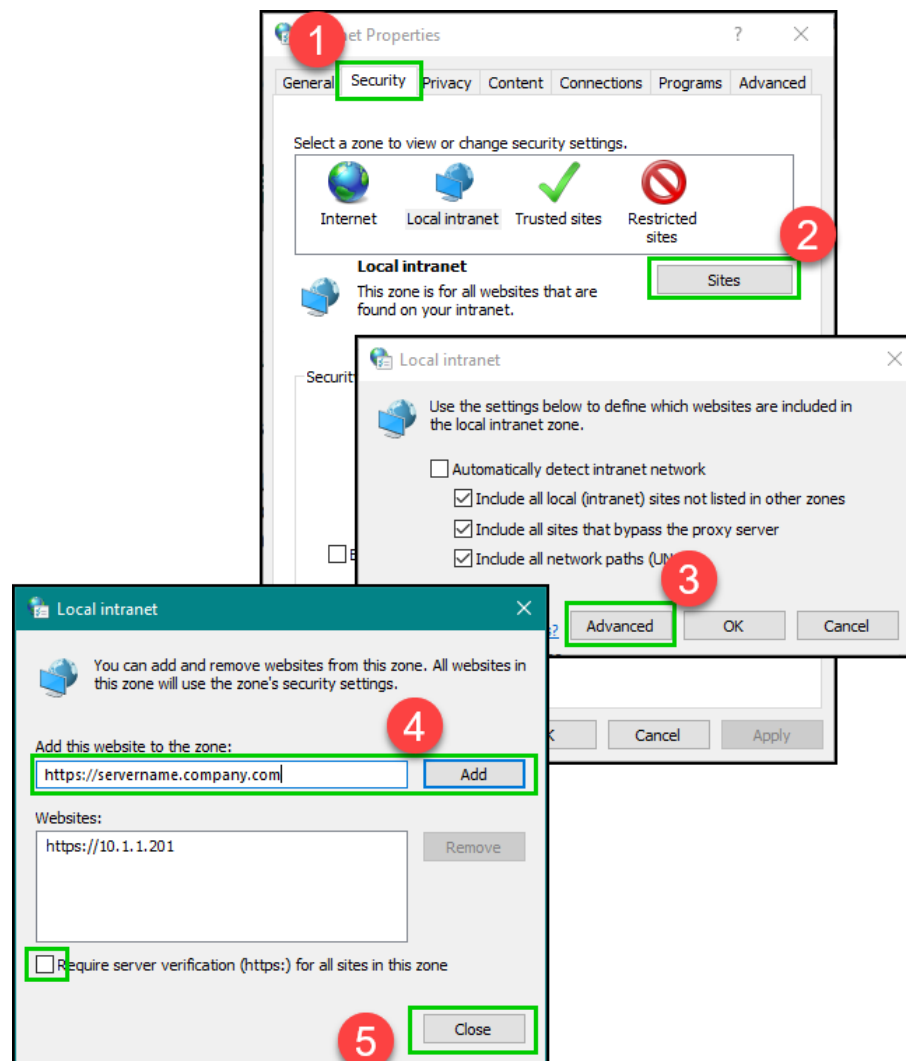 1
et Properties
?
General
Security
Privacy
Content
Connections
Programs
Advanced
Select a zone to view or change security settings.
Internet
Local intranet
Trusted sites
Restricted
sites
2
Local intranet
Sites
This zone is for all websites that are
found on your intranet.
Local intranet
Securit
Use the settings below to define which websites are included in
the local intranet zone.
Automatically detect intranet network
Include all local (intranet) sites not listed in other zones
Include all sites that bypass the proxy server
Include all network paths (UN
3
s?
Advanced
OK
Cancel
Local intranet
You can add and remove websites from this zone. All websites in
this zone will use the zone's security settings.
4
K
Cancel
Apply
Add this website to the zone:
https://servername.company.com
Add
Websites:
https://10.1.1.201
Remove
Require server verification (https:) for all sites in this zone
Close
5